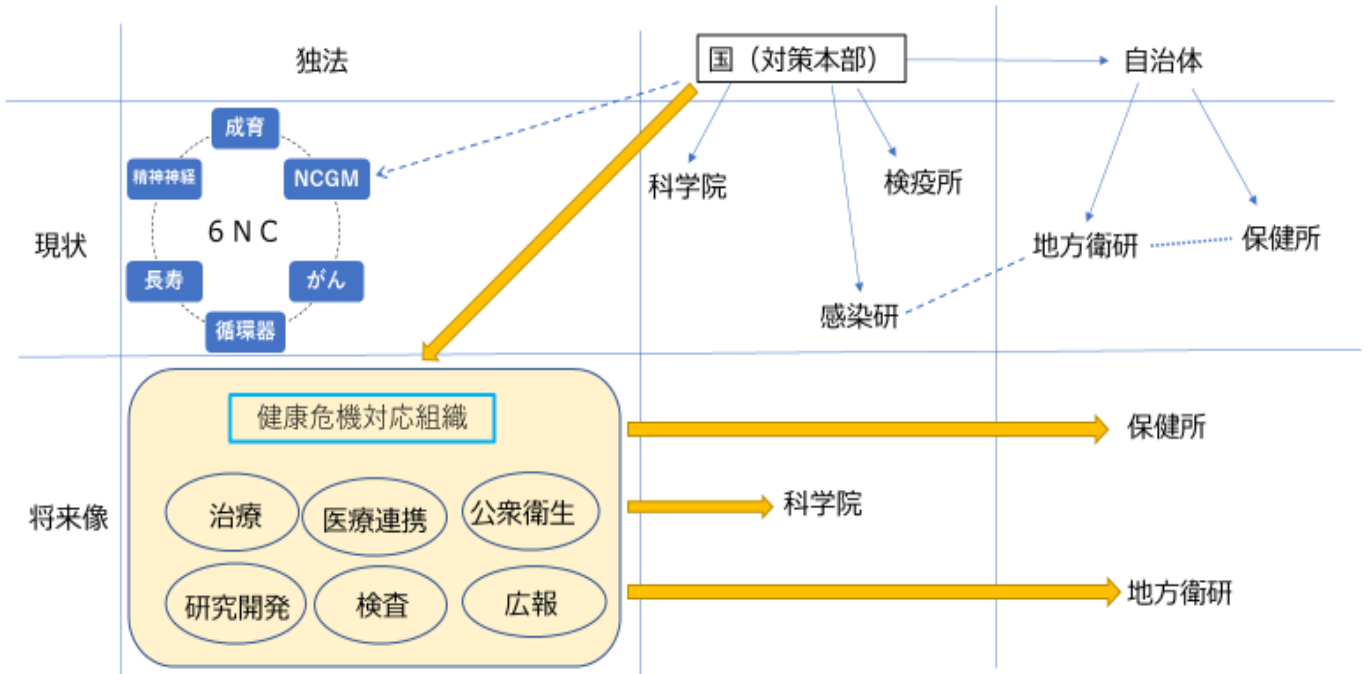 独法
国（対策本部）
自治体
現状
成育
精神神経
NCGM
6 N C
長寿
がん
循環器
科学院
検疫所
感染研
地方衛研
保健所
将来像
健康危機対応組織
治療
医療連携
公衆衛生
研究開発
検査
広報
保健所
科学院
地方衛研